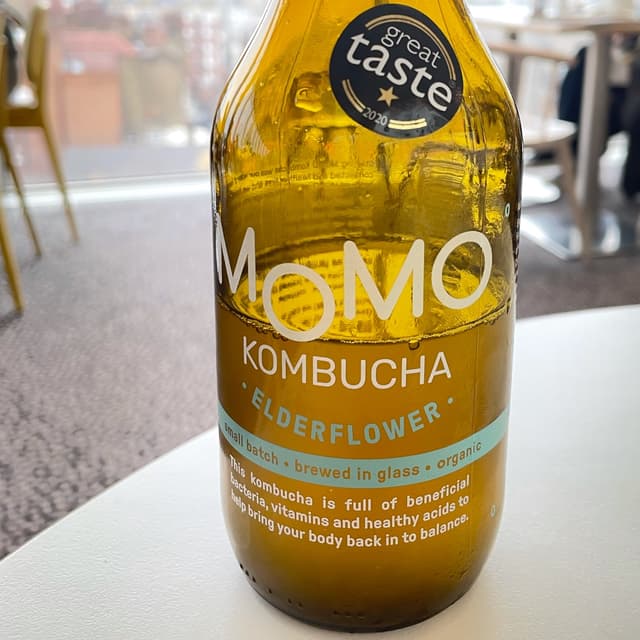 great
taste
2020
MOMO
KOMBUCHA
• ELDERFLOWER •
small batch • brewed in glass • organic
This kombucha is full of beneficial
bacteria, vitamins and healthy acids to
help bring your body back in to balance.